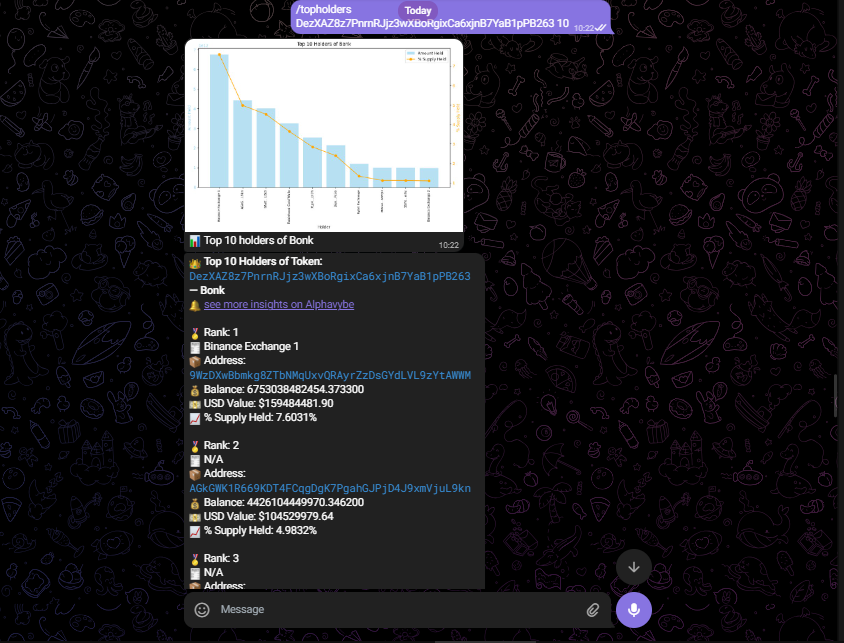 /topholders
Today
DezXAZ8z7PnrnRJjz3wXBoRgixCa6xjnB7YaB1pPB263 10
10:22
Top 10 Holders of Bonk
Amount Held
% Supply Held
Top 10 holders of Bonk
10:22
Top 10 Holders of Token:
DezXAZ8z7PnrnRJjz3wXBoRgixCa6xjnB7YaB1pPB263
— Bonk
see more insights on Alphavybe
Rank: 1
Binance Exchange 1
Address:
9WzDXwBbmkg8ZTbNMqUxvQRAyrZzDsGYdLVL9zYtAWWM
Balance: 6753038482454.373300
USD Value: $159484481.90
% Supply Held: 7.6031%
Rank: 2
N/A
Address:
AGkGWK1R669KDT4FCqgDgK7PgahGJPjD4J9xmVjuL9kn
Balance: 4426104449970.346200
USD Value: $104529979.64
% Supply Held: 4.9832%
Rank: 3
N/A
Address:
Message